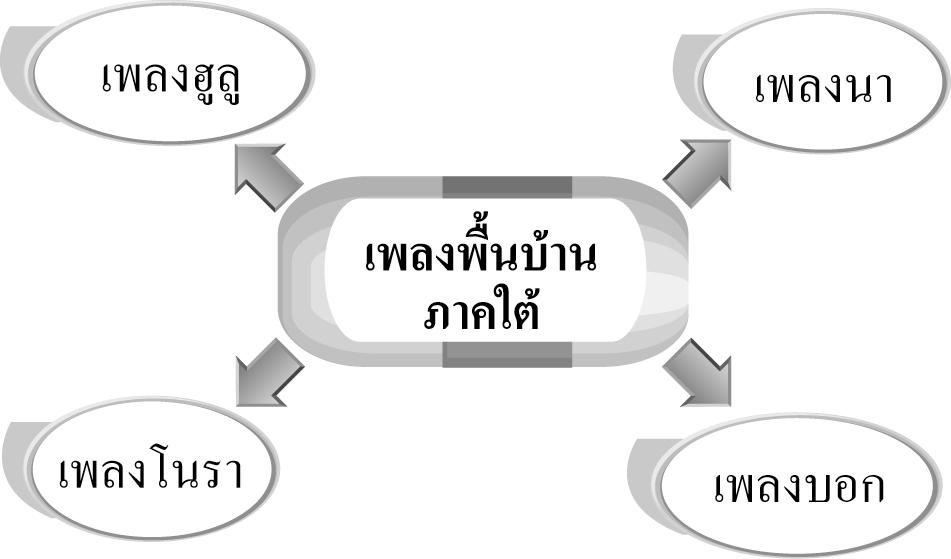 เพลงฮูลู
เพลงนา
เพลงพื้นบ้าน
ภาคใต้
เพลงโนรา
เพลงบอก